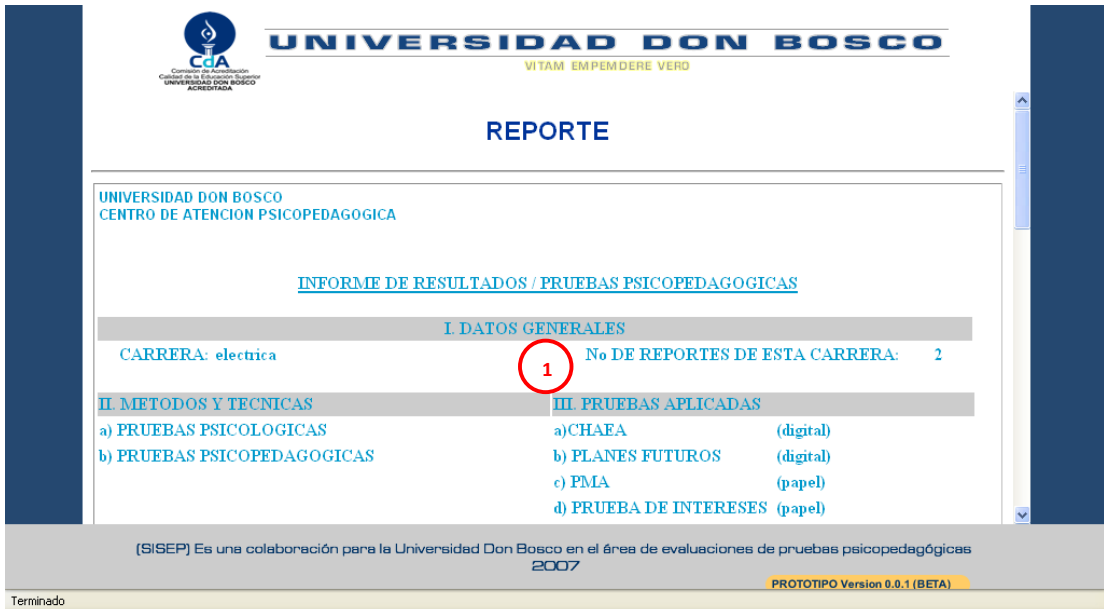 CdA
Comisión de Acreditación
Calidad de la Educación Superior
UNIVERSIDAD DON BOSCO
ACREDITADA
UNIVERSIDAD DON BOSCO
VITAM EMPEMDERE VERO
REPORTE
UNIVERSIDAD DON BOSCO
CENTRO DE ATENCION PSICOPEDAGOGICA
INFORME DE RESULTADOS / PRUEBAS PSICOPEDAGOGICAS
I. DATOS GENERALES
CARRERA: electrica No DE REPORTES DE ESTA CARRERA: 2
1
II. METODOS Y TECNICAS III. PRUEBAS APLICADAS
a) PRUEBAS PSICOLOGICAS a)CHAEA (digital)
b) PRUEBAS PSICOPEDAGOGICAS b) PLANES FUTUROS (digital)
c) PMA (papel)
d) PRUEBA DE INTERESES (papel)
(SISEP) Es una colaboración para la Universidad Don Bosco en el área de evaluaciones de pruebas psicopedagógicas
2007
PROTOTIPO Version 0.0.1 (BETA)
Terminado